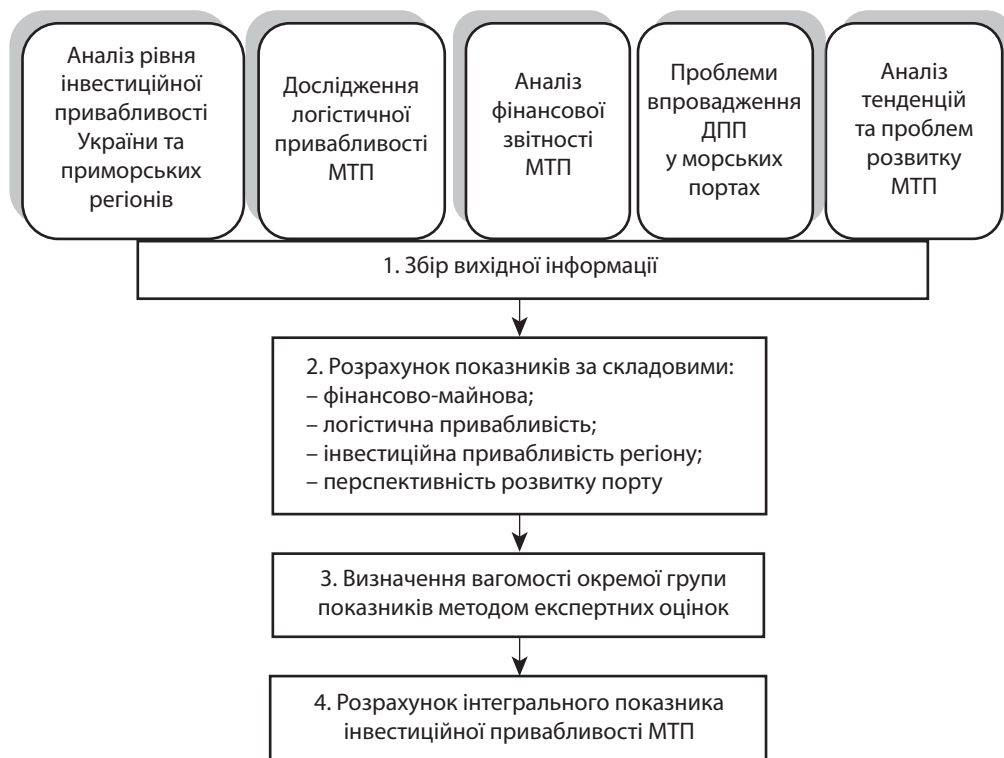 Аналіз рівня
інвестиційної
привабливості
України та
приморських
регіонів
Дослідження
логістичної
привабливості
МТП
Аналіз
фінансової
звітності
МТП
Проблеми
впровадження
ДПП
у морських
портах
Аналіз
тенденцій
та проблем
розвитку
МТП
1. Збір вихідної інформації
2. Розрахунок показників за складовими:
– фінансово-майнова;
– логістична привабливість;
– інвестиційна привабливість регіону;
– перспективність розвитку порту
3. Визначення вагомості окремої групи
показників методом експертних оцінок
4. Розрахунок інтегрального показника
інвестиційної привабливості МТП